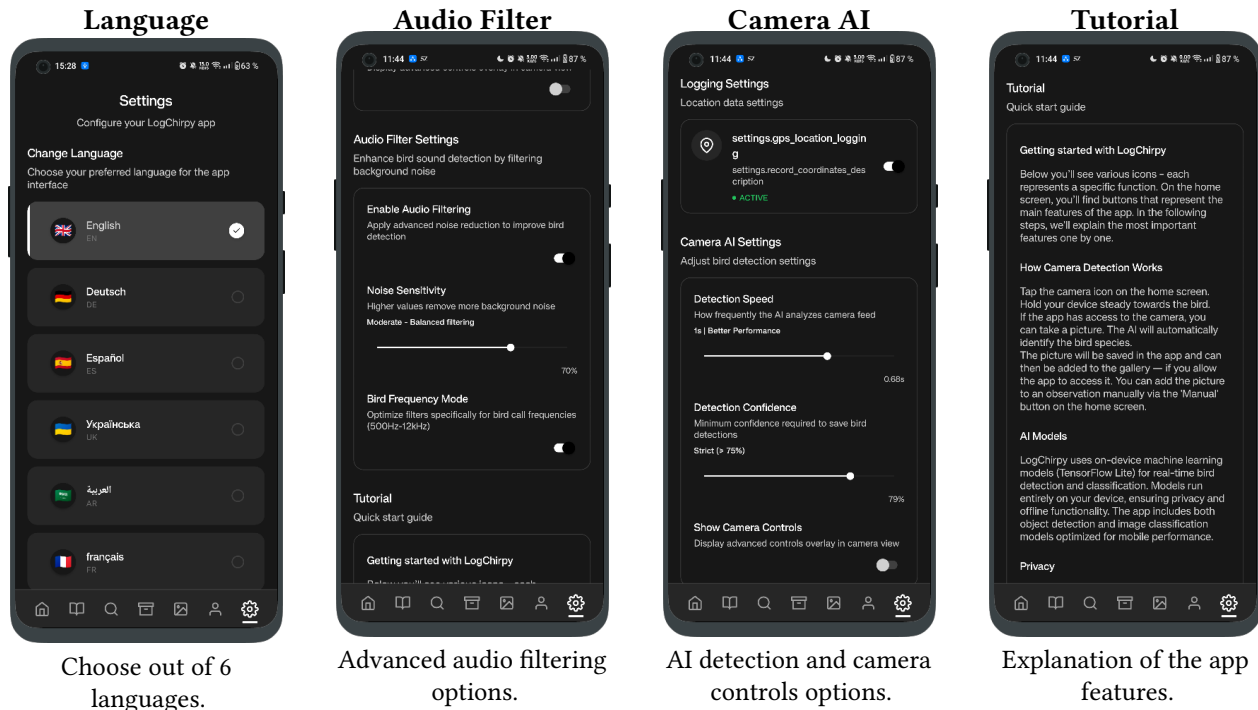 Language
15:28
63 %
Settings
Configure your LogChirpy app
Change Language
Choose your preferred language for the app
interface
English
EN
Deutsch
DE
Español
ES
Українська
UK
العربية
AR
français
FR
Choose out of 6
languages.
Audio Filter
11:44
87 %
Display advanced controls overlay in camera view
Audio Filter Settings
Enhance bird sound detection by filtering
background noise
Enable Audio Filtering
Apply advanced noise reduction to improve bird
detection
Noise Sensitivity
Higher values remove more background noise
Moderate - Balanced filtering
70%
Bird Frequency Mode
Optimize filters specifically for bird call frequencies
(500Hz-12kHz)
Tutorial
Quick start guide
Getting started with LogChirpy
Below you'll see various icons - each
Advanced audio filtering
options.
Camera AI
11:44
87 %
Logging Settings
Location data settings
settings.gps_location_loggin
g
settings.record_coordinates_des
cription
• ACTIVE
Camera AI Settings
Adjust bird detection settings
Detection Speed
How frequently the AI analyzes camera feed
1s | Better Performance
0.68s
Detection Confidence
Minimum confidence required to save bird
detections
Strict (≥ 75%)
79%
Show Camera Controls
Display advanced controls overlay in camera view
AI detection and camera
controls options.
Tutorial
11:44
87 %
Tutorial
Quick start guide
Getting started with LogChirpy
Below you'll see various icons - each
represents a specific function. On the home
screen, you'll find buttons that represent the
main features of the app. In the following
steps, we'll explain the most important
features one by one.
How Camera Detection Works
Tap the camera icon on the home screen.
Hold your device steady towards the bird.
If the app has access to the camera, you
can take a picture. The AI will automatically
identify the bird species.
The picture will be saved in the app and can
then be added to the gallery — if you allow
the app to access it. You can add the picture
to an observation manually via the 'Manual'
button on the home screen.
AI Models
LogChirpy uses on-device machine learning
models (TensorFlow Lite) for real-time bird
detection and classification. Models run
entirely on your device, ensuring privacy and
offline functionality. The app includes both
object detection and image classification
models optimized for mobile performance.
Privacy
Explanation of the app
features.